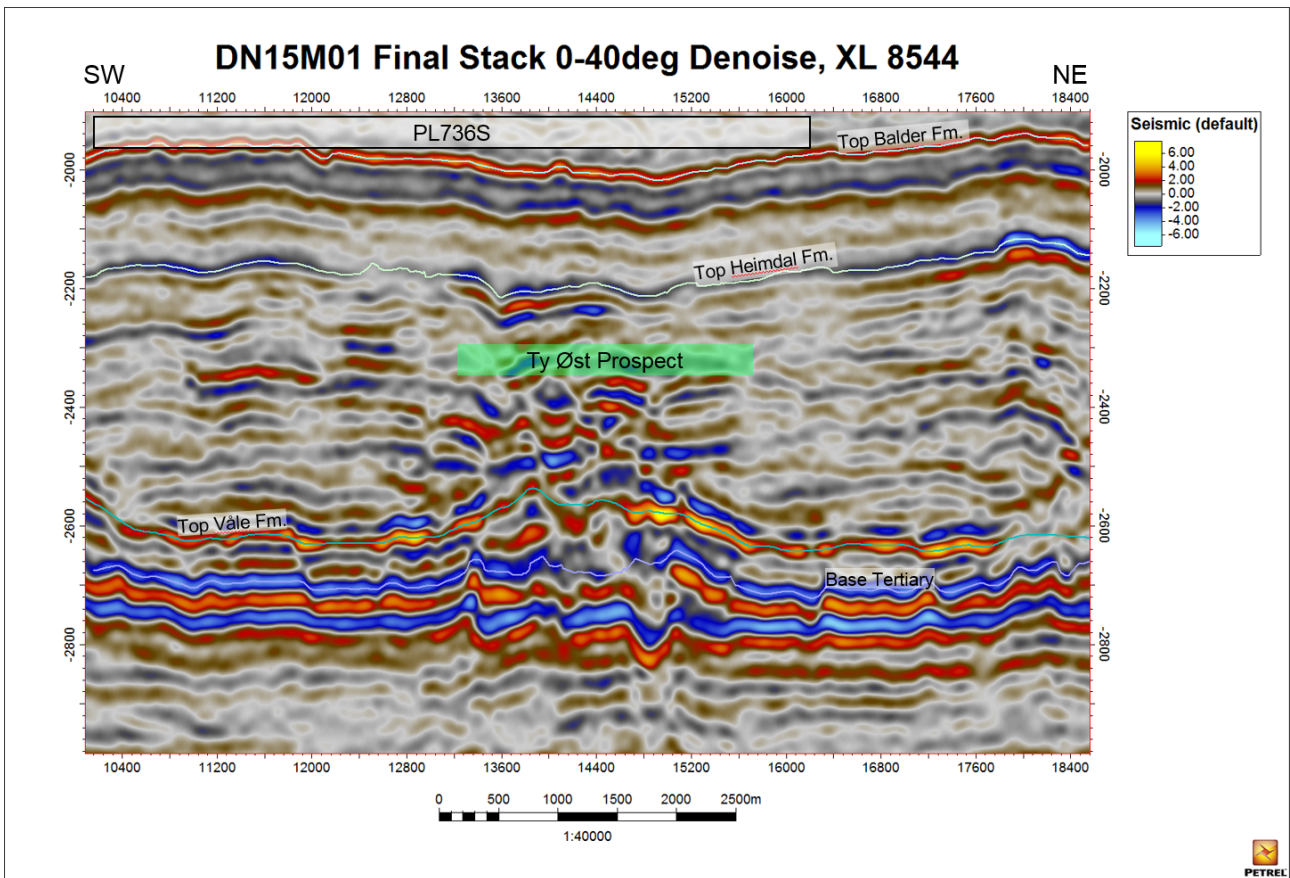 DN15M01 Final Stack 0-40deg Denoise, XL 8544
SW
NE
10400 11200 12000 12800 13600 14400 15200 16000 16800 17600 18400
PL736S
Top Balder Fm.
Seismic (default)
6.00
4.00
2.00
0.00
-2.00
-4.00
-6.00
-2000
-2000
Top Heimdal Fm.
-2200
-2200
Ty Øst Prospect
-2400
-2400
Top Våle Fm.
-2600
-2600
Base Tertiary
-2800
-2800
10400 11200 12000 12800 13600 14400 15200 16000 16800 17600 18400
0 500 1000 1500 2000 2500m
1:40000
PETREL